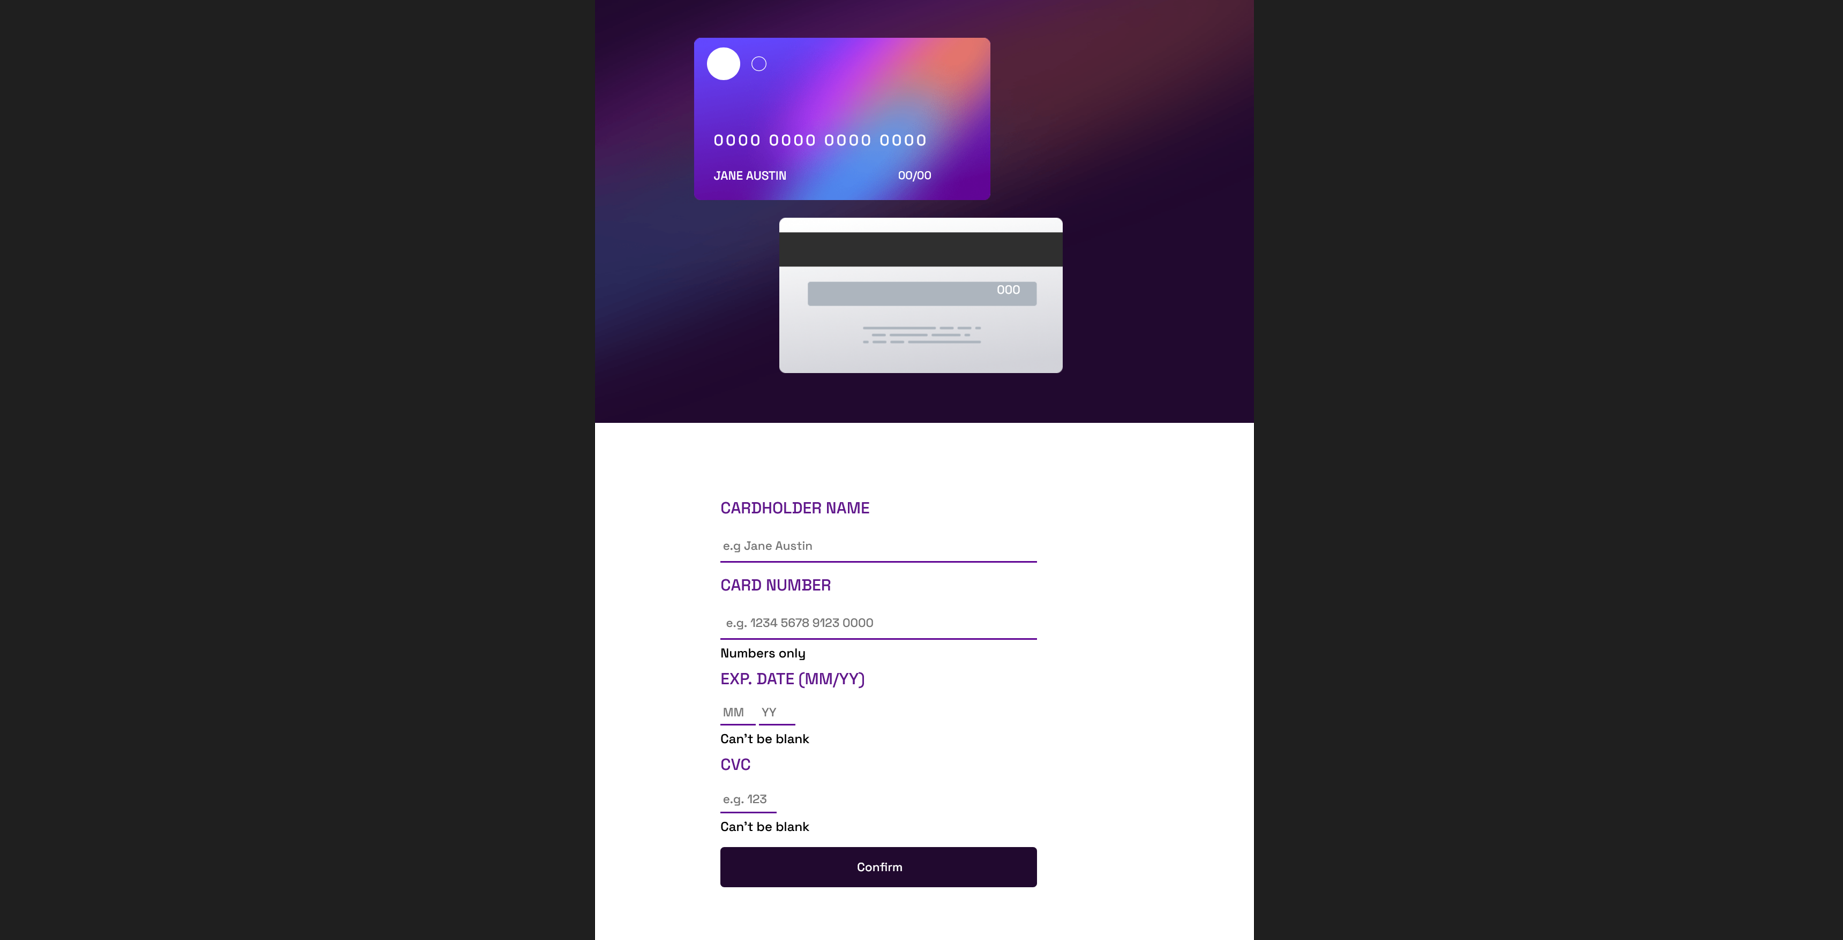 0000 0000 0000 0000
JANE AUSTIN 00/00
000
CARDHOLDER NAME
e.g Jane Austin
CARD NUMBER
e.g. 1234 5678 9123 0000
Numbers only
EXP. DATE (MM/YY)
MM YY
Can't be blank
CVC
e.g. 123
Can't be blank
Confirm